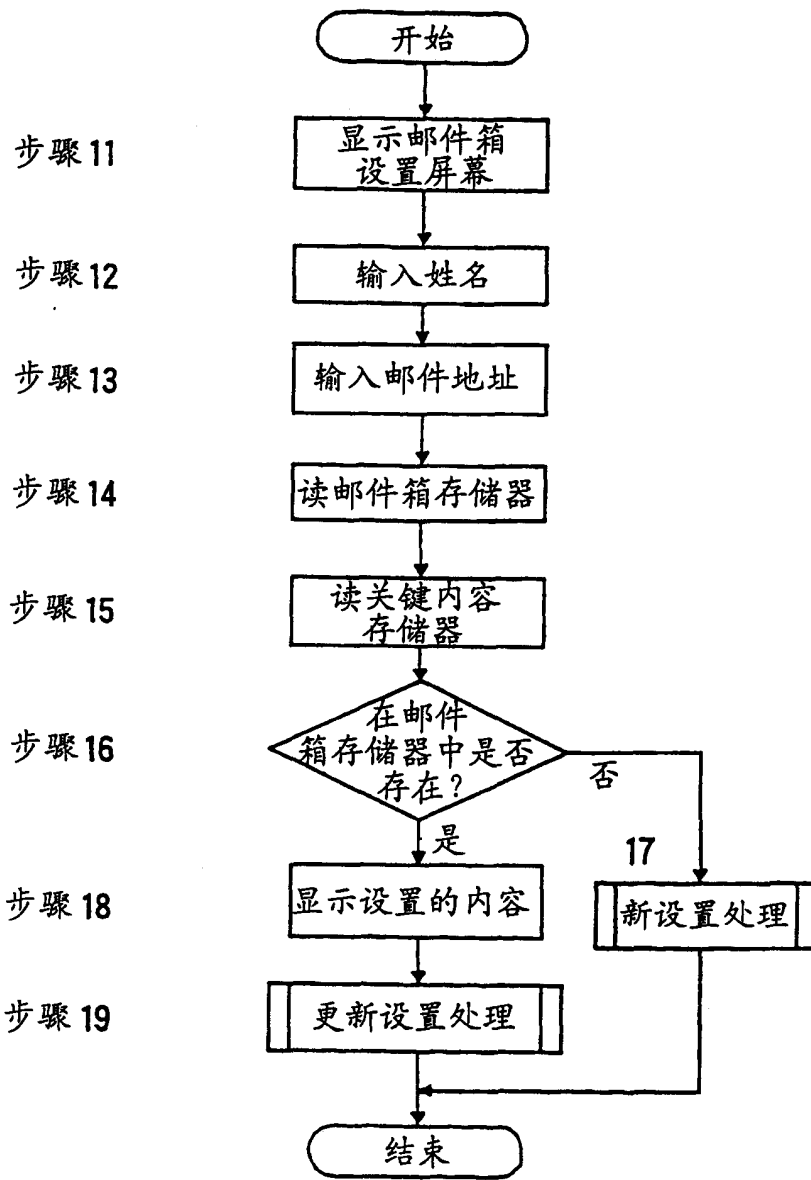 开始
步骤 11
显示邮件箱
设置屏幕
步骤 12
输入姓名
步骤 13
输入邮件地址
步骤 14
读邮件箱存储器
步骤 15
读关键内容
存储器
步骤 16
在邮件
箱存储器中是否
存在?
否
是
17
步骤 18
显示设置的内容
新设置处理
步骤 19
更新设置处理
结束